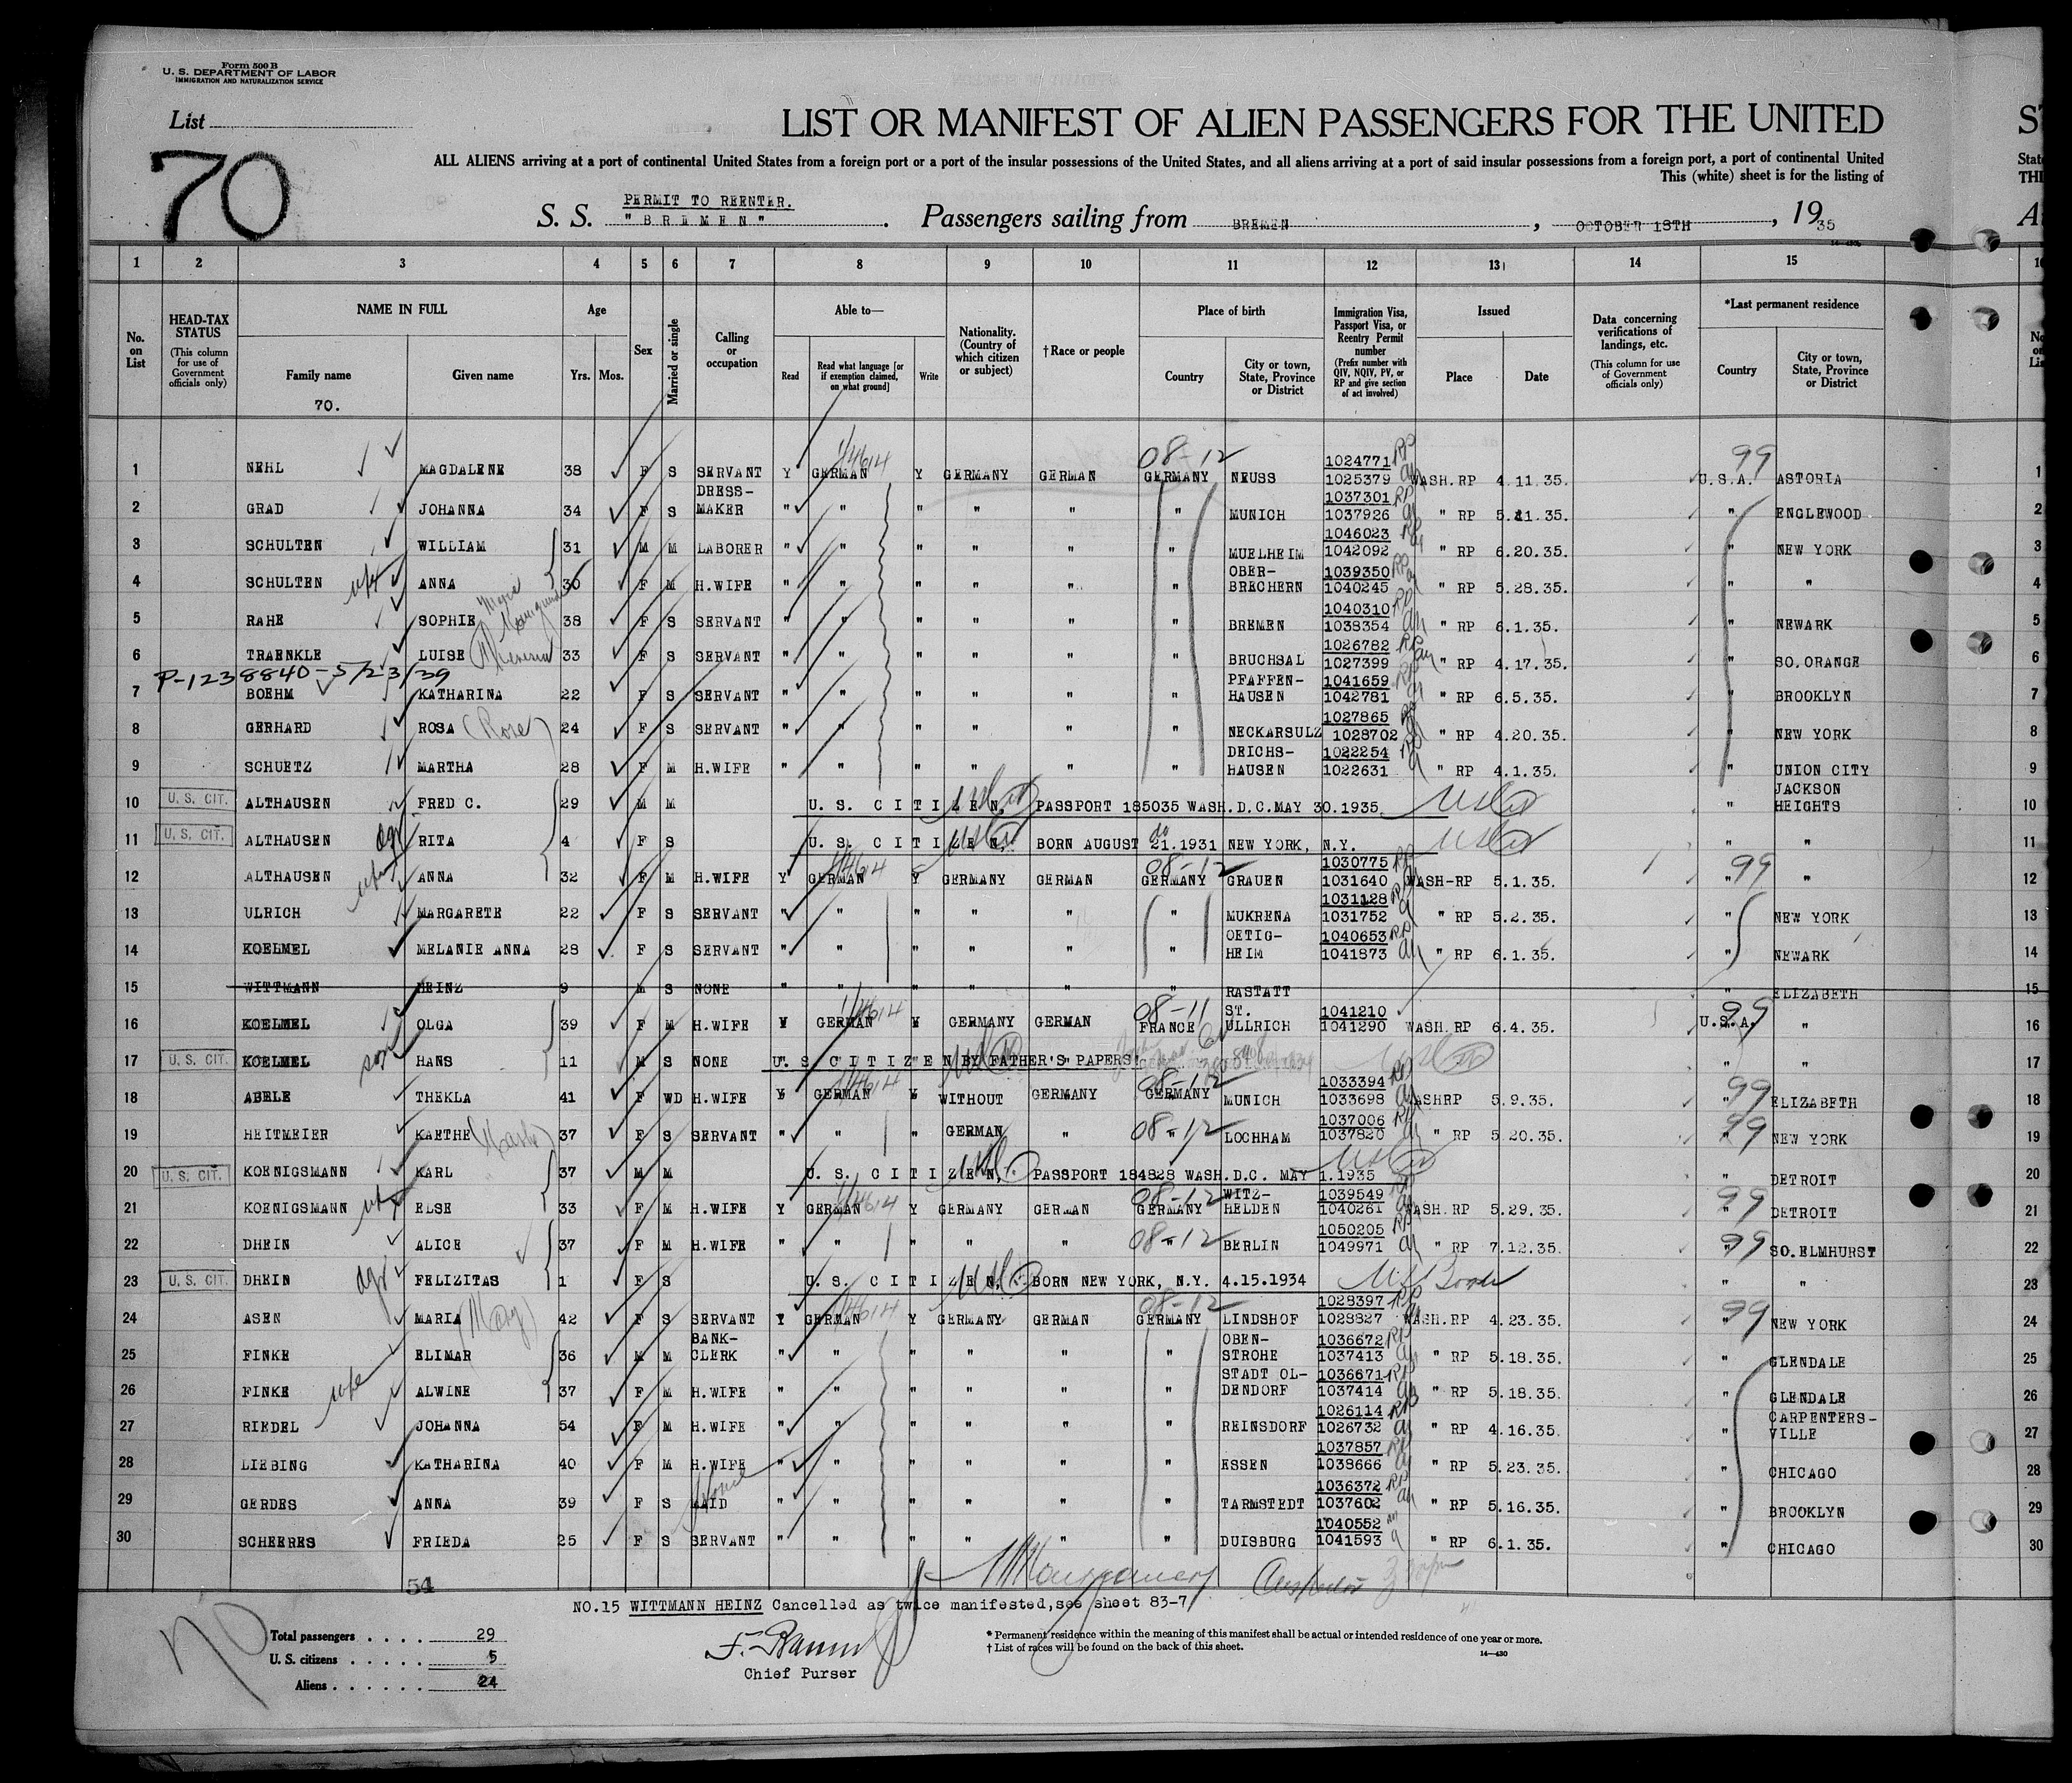 Form 500 B
U. S. DEPARTMENT OF LABOR
IMMIGRATION AND NATURALIZATION SERVICE
List
70
LIST OR MANIFEST OF ALIEN PASSENGERS FOR THE UNITED
ALL ALIENS arriving at a port of continental United States from a foreign port or a port of the insular possessions of the United States, and all aliens arriving at a port of said insular possessions from a foreign port, a port of continental United
This (white) sheet is for the listing of
PERMIT TO REENTER.
S. S. "BREMEN". Passengers sailing from BREMEN, OCTOBER 18TH, 1935
1 2 3 4 5 6 7 8 9 10 11 12 13 14 15
No. on List
HEAD-TAX STATUS (This column for use of Government officials only)
NAME IN FULL Family name Given name
70.
Age Yrs. Mos.
Sex
Married or single
Calling or occupation
Able to— Read Read what language [or if exemption claimed, on what ground] Write
Nationality. (Country of which citizen or subject)
†Race or people
Place of birth Country City or town, State, Province or District
Immigration Visa, Passport Visa, or Reentry Permit number (Prefix number with QIV, NQIV, PV, or RP and give section of act involved)
Issued Place Date
Data concerning verifications of landings, etc. (This column for use of Government officials only)
*Last permanent residence Country City or town, State, Province or District
1 NEHL MAGDALENE 38 F S SERVANT Y GERMAN Y GERMANY GERMAN GERMANY NEUSS 1024771 1025379 WASH.RP 4.11.35. U.S.A. ASTORIA
2 GRAD JOHANNA 34 F S DRESS-MAKER " " " " " " MUNICH 1037301 1037926 " RP 5.21.35. " ENGLEWOOD
3 SCHULTEN WILLIAM 31 M M LABORER " " " " " " MUELHEIM 1046023 1042092 " RP 6.20.35. " NEW YORK
4 SCHULTEN wife ANNA 30 F M H.WIFE " " " " " " OBER-BRECHERN 1039350 1040245 " RP 5.28.35. " "
5 RAHE SOPHIE 38 F S SERVANT " " " " " " BREMEN 1040310 1038354 " RP 6.1.35. " NEWARK
6 TRAENKLE LUISE 33 F S SERVANT " " " " " " BRUCHSAL 1026782 1027399 " RP 4.17.35. " SO.ORANGE
P-1238840-5/23/39
7 BOEHM KATHARINA 22 F S SERVANT " " " " " " PFAFFEN-HAUSEN 1041659 1042781 " RP 6.5.35. " BROOKLYN
8 GERHARD ROSA (Rose) 24 F S SERVANT " " " " " " NECKARSULZ 1027865 1028702 " RP 4.20.35. " NEW YORK
9 SCHUETZ MARTHA 28 F M H.WIFE " " " " " " DEICHS-HAUSEN 1022254 1022631 " RP 4.1.35. " UNION CITY
10 U. S. CIT. ALTHAUSEN FRED C. 29 M M U. S. CITIZEN, PASSPORT 185035 WASH.D.C.MAY 30.1935. " JACKSON HEIGHTS
11 U. S. CIT. ALTHAUSEN dgr RITA 4 F S U. S. CITIZEN, BORN AUGUST 21.1931 NEW YORK, N.Y. " "
12 ALTHAUSEN wife ANNA 32 F M H.WIFE Y GERMAN Y GERMANY GERMAN GERMANY GRAUEN 1030775 1031640 WASH-RP 5.1.35. " "
13 ULRICH MARGARETE 22 F S SERVANT " " " " " " MUKRENA 1031128 1031752 " RP 5.2.35. " NEW YORK
14 KOELMEL MELANIE ANNA 28 F S SERVANT " " " " " " OETIG-HEIM 1040653 1041873 " RP 6.1.35. " NEWARK
15 WITTMANN HEINZ 9 M S NONE " " " " " " RASTATT " ELIZABETH
16 KOELMEL OLGA 39 F M H.WIFE Y GERMAN Y GERMANY GERMAN FRANCE ST. ULLRICH 1041210 1041290 WASH.RP 6.4.35. U.S.A. "
17 U. S. CIT. KOELMEL son HANS 11 M S NONE U. S CITIZEN BY FATHER'S PAPERS! " "
18 ABELE THEKLA 41 F WD H.WIFE Y GERMAN Y WITHOUT GERMANY GERMANY MUNICH 1033394 1033698 WASHRP 5.9.35. " ELIZABETH
19 HEITMEIER KAETHE 37 F S SERVANT " " " GERMAN " " LOCHHAM 1037006 1037820 " RP 5.20.35. " NEW YORK
20 U. S. CIT. KOENIGSMANN KARL 37 M M U. S. CITIZEN, PASSPORT 184828 WASH.D.C. MAY 1.1935 " DETROIT
21 KOENIGSMANN wife ELSE 33 F M H.WIFE Y GERMAN Y GERMANY GERMAN GERMANY WITZ-HELDEN 1039549 1040261 WASH.RP 5.29.35. " DETROIT
22 DHEIN ALICE 37 F M H.WIFE " " " " " " BERLIN 1050205 1049971 " RP 7.12.35. " SO.ELMHURST
23 U. S. CIT. DHEIN dgr FELIZITAS 1 F S U. S. CITIZEN, BORN NEW YORK, N.Y. 4.15.1934 " "
24 ASEN MARIA (Mary) 42 F S SERVANT Y GERMAN Y GERMANY GERMAN GERMANY LINDSHOF 1028397 1028827 WASH.RP 4.23.35. " NEW YORK
25 FINKE ELIMAR 36 M M BANK-CLERK " " " " " " OBEN-STROHE 1036672 1037413 " RP 5.18.35. " GLENDALE
26 FINKE wife ALWINE 37 F M H.WIFE " " " " " " STADT OL-DENDORF 1036671 1037414 " RP 5.18.35. " GLENDALE
27 RIEDEL JOHANNA 54 F M H.WIFE " " " " " " REINSDORF 1026114 1026732 " RP 4.16.35. " CARPENTERS-VILLE
28 LIEBING KATHARINA 40 F M H.WIFE " " " " " " ESSEN 1037857 1038666 " RP 5.23.35. " CHICAGO
29 GERDES ANNA 39 F S MAID " " " " " " TARMSTEDT 1036372 1037602 " RP 5.16.35. " BROOKLYN
30 SCHEERES FRIEDA 25 F S SERVANT " " " " " " DUISBURG 1040552 1041593 " RP 6.1.35. " CHICAGO
54
NO.15 WITTMANN HEINZ Cancelled as twice manifested,see sheet 83-7
70
Total passengers . . . . 29
U. S. citizens . . . . . 5
Aliens . . . . . . 24
Chief Purser
* Permanent residence within the meaning of this manifest shall be actual or intended residence of one year or more.
† List of races will be found on the back of this sheet.
14—430